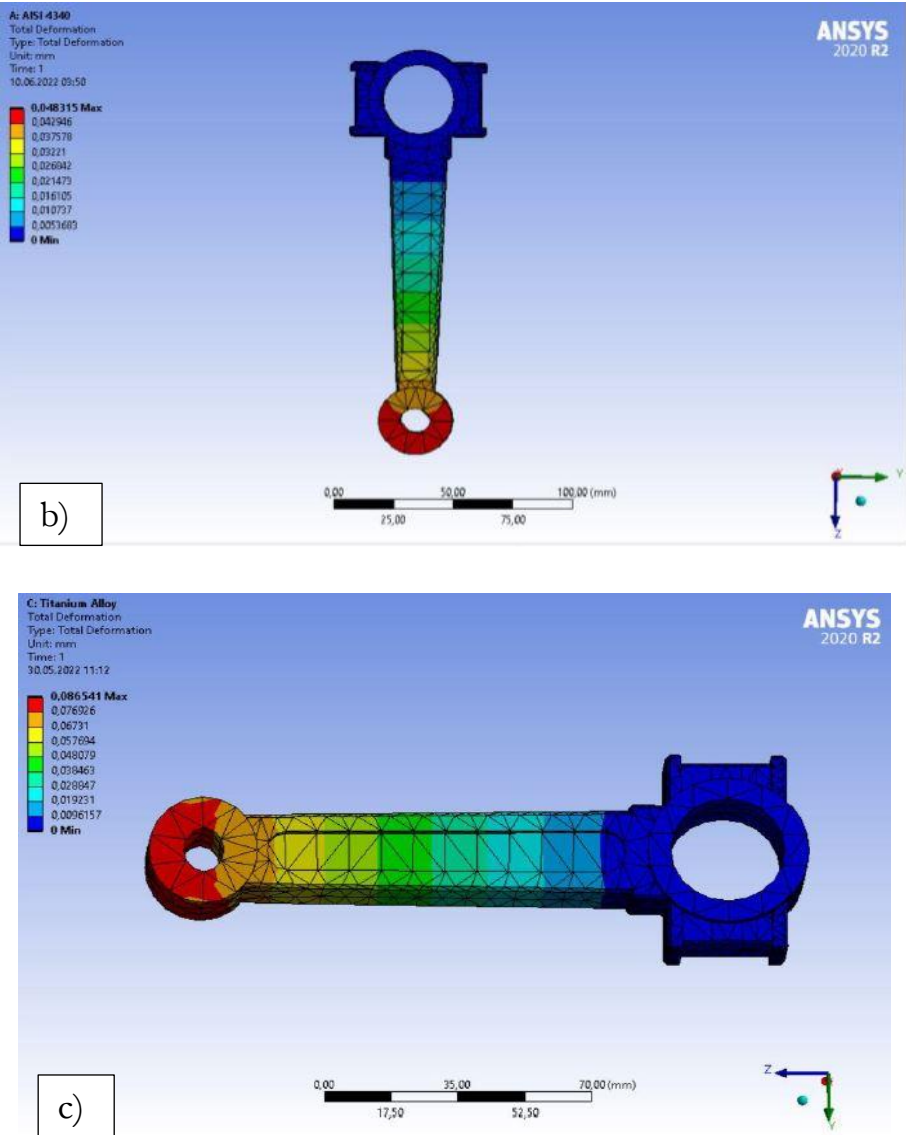 A: AISI 4340
Total Deformation
Type: Total Deformation
Unit: mm
Time: 1
10.06.2022 03:50
0,048315 Max
0,042946
0,037578
0,03221
0,026842
0,021473
0,016105
0,010737
0,0053683
0 Min
ANSYS
2020 R2
0,00 50,00 100,00 (mm)
25,00 75,00
Y
Z
b)
C: Titanium Alloy
Total Deformation
Type: Total Deformation
Unit: mm
Time: 1
30.05.2022 11:12
0,086541 Max
0,076926
0,06731
0,057694
0,048079
0,038463
0,028847
0,019231
0,0096157
0 Min
ANSYS
2020 R2
0,00 35,00 70,00 (mm)
17,50 52,50
Z
Y
c)